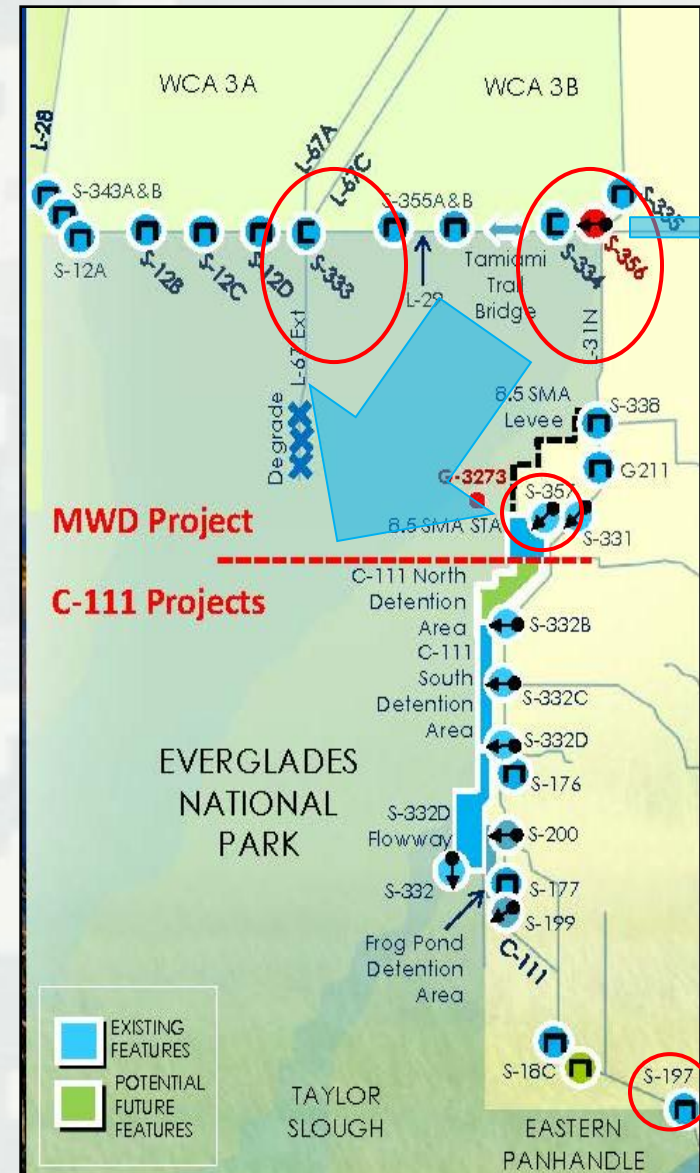 WCA 3A
WCA 3B
L-28
L-67A
L-67C
S-343A&B
S-355A&B
S-335
S-12A
S-12B
S-12C
S-12D
S-333
L-29
Tamiami
Trail
Bridge
S-334
S-356
L-67 Ext
-31N
Degrade
8.5 SMA
Levee
S-338
G211
G-3273
S-357
8.5 SMA STA
S-331
MWD Project
C-111 Projects
C-111 North
Detention
Area
C-111
South
Detention
Area
S-332B
S-332C
S-332D
S-176
EVERGLADES
NATIONAL
PARK
S-332D
Flowway
S-200
S-332
S-177
S-199
Frog Pond
Detention
Area
C-111
EXISTING
FEATURES
POTENTIAL
FUTURE
FEATURES
S-18C
S-197
TAYLOR
SLOUGH
EASTERN
PANHANDLE